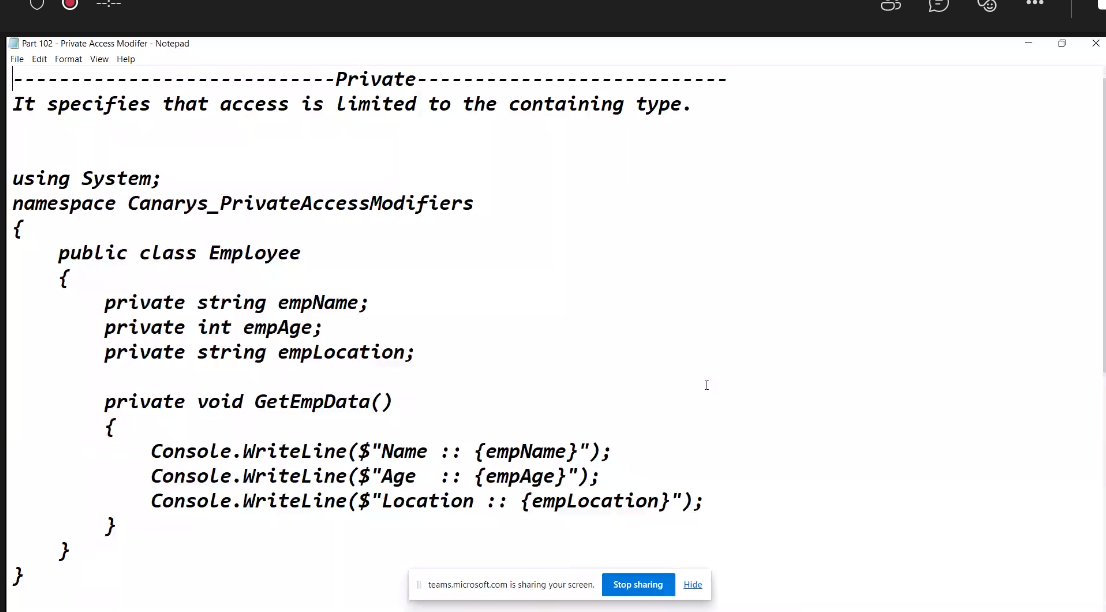 --:--
Part 102 - Private Access Modifer - Notepad
File Edit Format View Help
----------------------------Private---------------------------
It specifies that access is limited to the containing type.
using System;
namespace Canarys_PrivateAccessModifiers
{
    public class Employee
    {
        private string empName;
        private int empAge;
        private string empLocation;
        private void GetEmpData()
        {
            Console.WriteLine($"Name :: {empName}");
            Console.WriteLine($"Age  :: {empAge}");
            Console.WriteLine($"Location :: {empLocation}");
        }
    }
}
teams.microsoft.com is sharing your screen. Stop sharing Hide